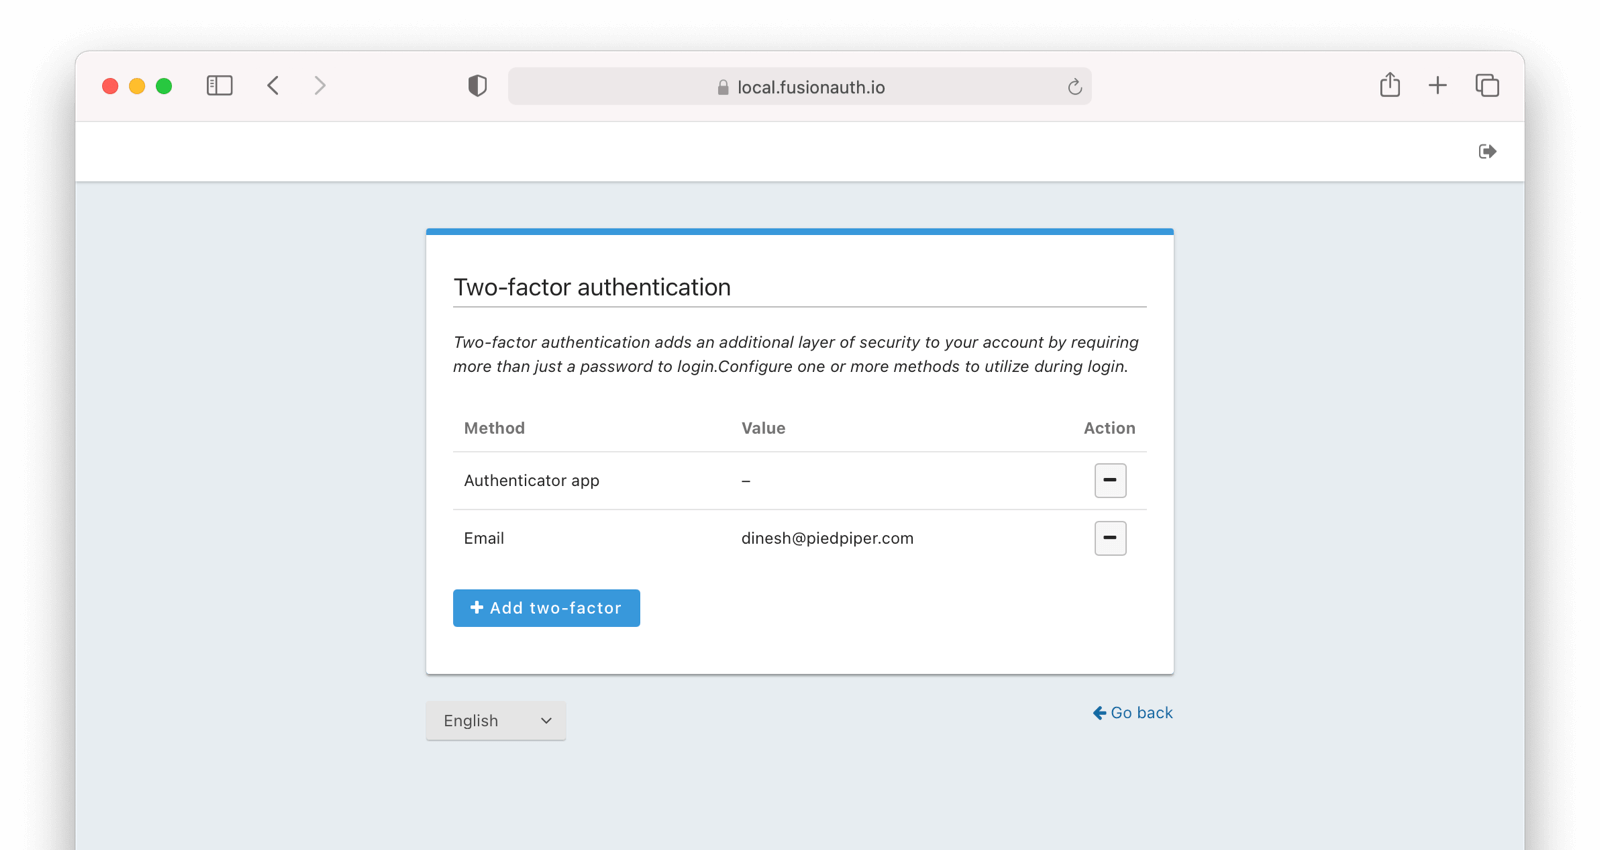 local.fusionauth.io
Two-factor authentication
Two-factor authentication adds an additional layer of security to your account by requiring
more than just a password to login.Configure one or more methods to utilize during login.
Method Value Action
Authenticator app –
Email dinesh@piedpiper.com
Add two-factor
English
Go back